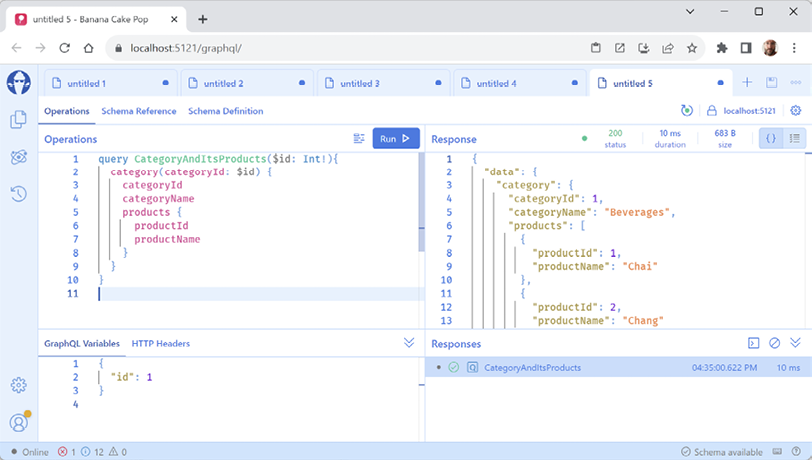 untitled 5 - Banana Cake Pop
localhost:5121/graphql/
untitled 1
untitled 2
untitled 3
untitled 4
untitled 5
Operations
Schema Reference
Schema Definition
localhost:5121
Operations
Run
1 query CategoryAndItsProducts($id: Int!){
2 category(categoryId: $id) {
3 categoryId
4 categoryName
5 products {
6 productId
7 productName
8 }
9 }
10 }
11
Response
200
status
10 ms
duration
683 B
size
1 {
2 "data": {
3 "category": {
4 "categoryId": 1,
5 "categoryName": "Beverages",
6 "products": [
7 {
8 "productId": 1,
9 "productName": "Chai"
10 },
11 {
12 "productId": 2,
13 "productName": "Chang"
GraphQL Variables
HTTP Headers
1 {
2 "id": 1
3 }
4
Responses
CategoryAndItsProducts 04:35:00.622 PM 10 ms
Online 1 12 0
Schema available